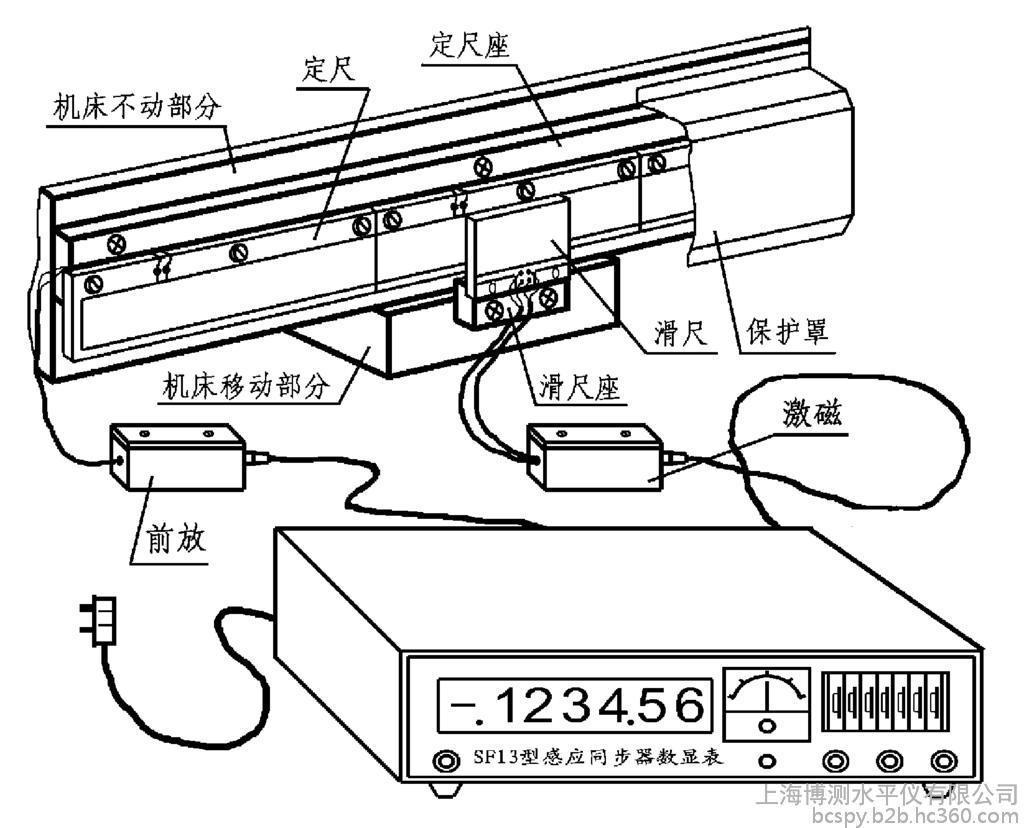 定尺座
定尺
机床不动部分
滑尺
保护罩
机床移动部分
滑尺座
激磁
前放
-.1234.56
SF13型感应同步器数显表
上海博测水平仪有限公司
bcspy.b2b.hc360.com